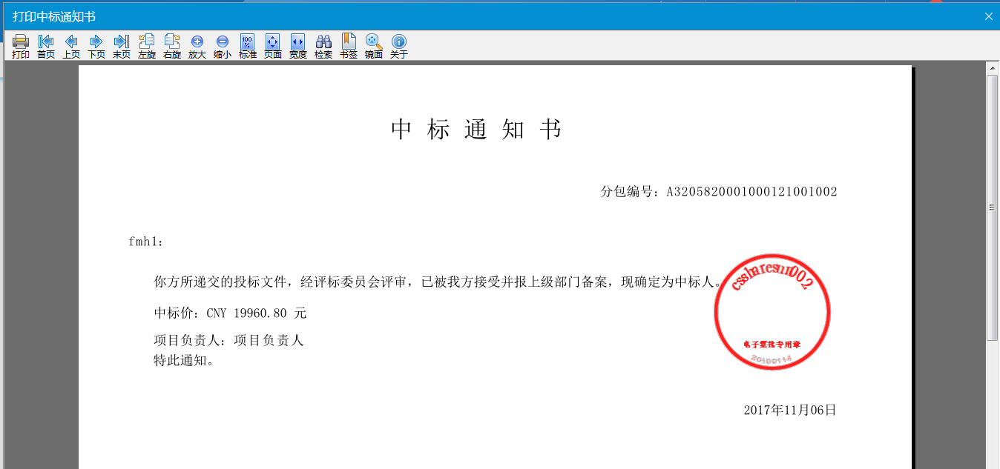 打印中标通知书
打印 首页 上页 下页 末页 左旋 右旋 放大 缩小 标准 页面 宽度 检索 书签 镜面 关于
中标通知书
分包编号：A3205820001000121001002
fmh1：
你方所递交的投标文件，经评标委员会评审，已被我方接受并报上级部门备案，现确定为中标人。
中标价：CNY 19960.80 元
项目负责人：项目负责人
特此通知。
电子签批专用章
20100114
2017年11月06日